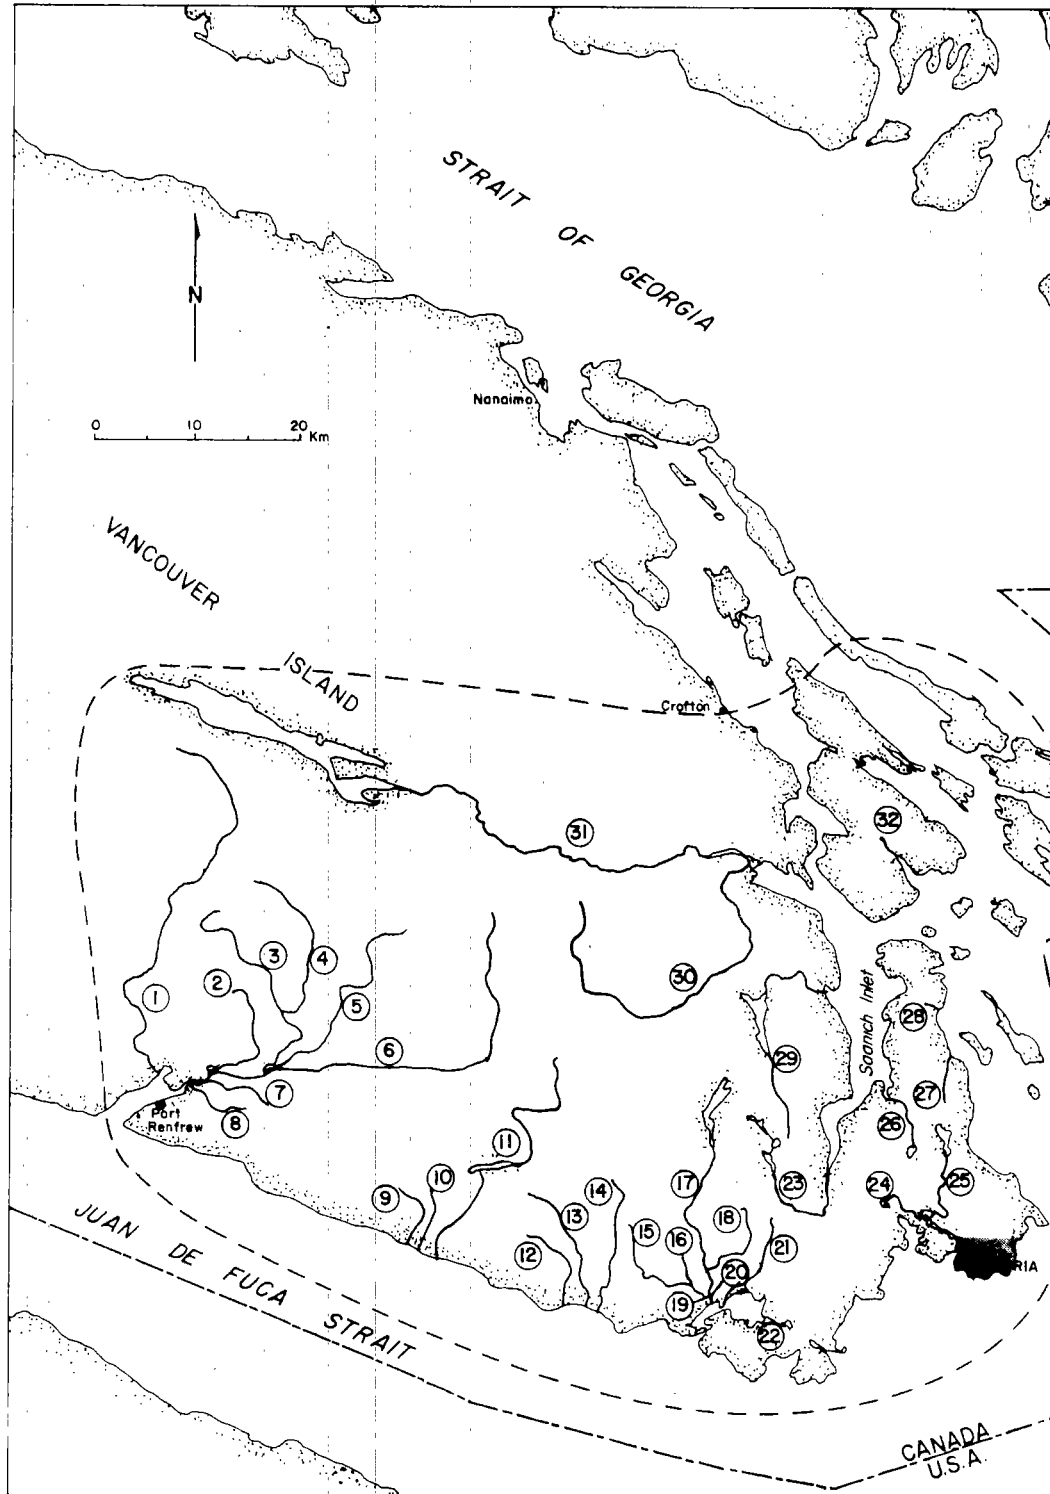 STRAIT
OF
GEORGIA
N
Nanaimo
0 10 20 Km
VANCOUVER
ISLAND
Crofton
31
32
3
4
2
1
5
30
Saanich Inlet
28
6
29
7
27
Port
Renfrew
8
26
11
10
9
14
17
23
24
25
13
15
16
18
21
12
20
19
22
RIA
JUAN
DE
FUCA
STRAIT
CANADA
U.S.A.